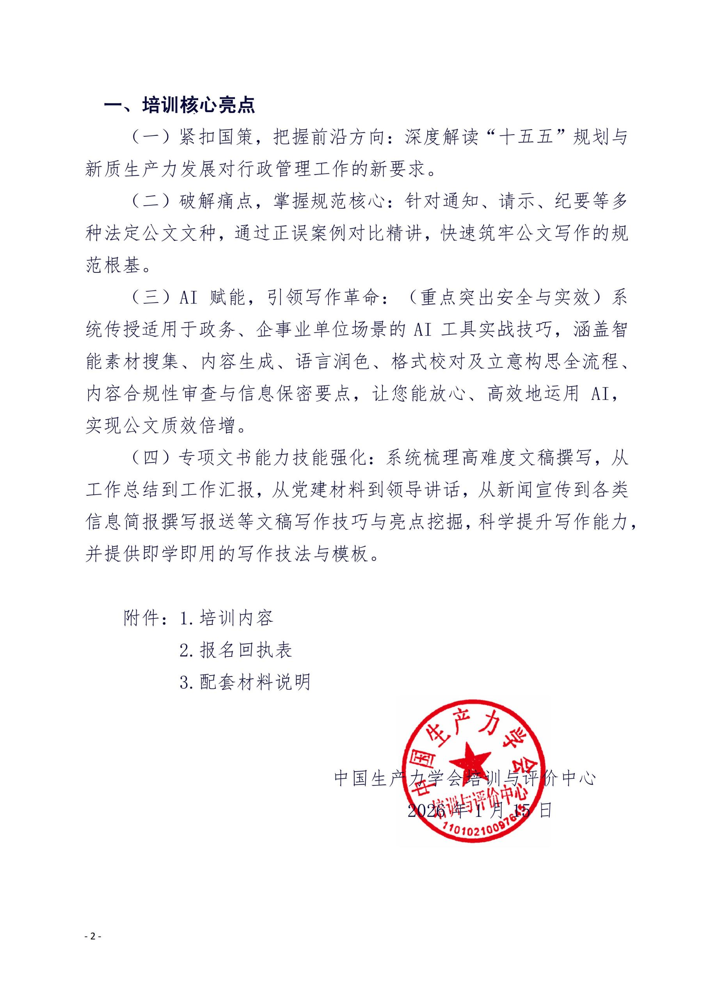 一、培训核心亮点
（一）紧扣国策，把握前沿方向：深度解读“十五五”规划与
新质生产力发展对行政管理工作的新要求。
（二）破解痛点，掌握规范核心：针对通知、请示、纪要等多
种法定公文文种，通过正误案例对比精讲，快速筑牢公文写作的规
范根基。
（三）AI 赋能，引领写作革命：（重点突出安全与实效）系
统传授适用于政务、企事业单位场景的 AI 工具实战技巧，涵盖智
能素材搜集、内容生成、语言润色、格式校对及立意构思全流程、
内容合规性审查与信息保密要点，让您能放心、高效地运用 AI，
实现公文质效倍增。
（四）专项文书能力技能强化：系统梳理高难度文稿撰写，从
工作总结到工作汇报，从党建材料到领导讲话，从新闻宣传到各类
信息简报撰写报送等文稿写作技巧与亮点挖掘，科学提升写作能力，
并提供即学即用的写作技法与模板。
附件：1.培训内容
2.报名回执表
3.配套材料说明
中国生产力学会
中国生产力学会培训与评价中心
培训与评价中心
2026 年 1 月 15 日
1101021009764​5
- 2 -